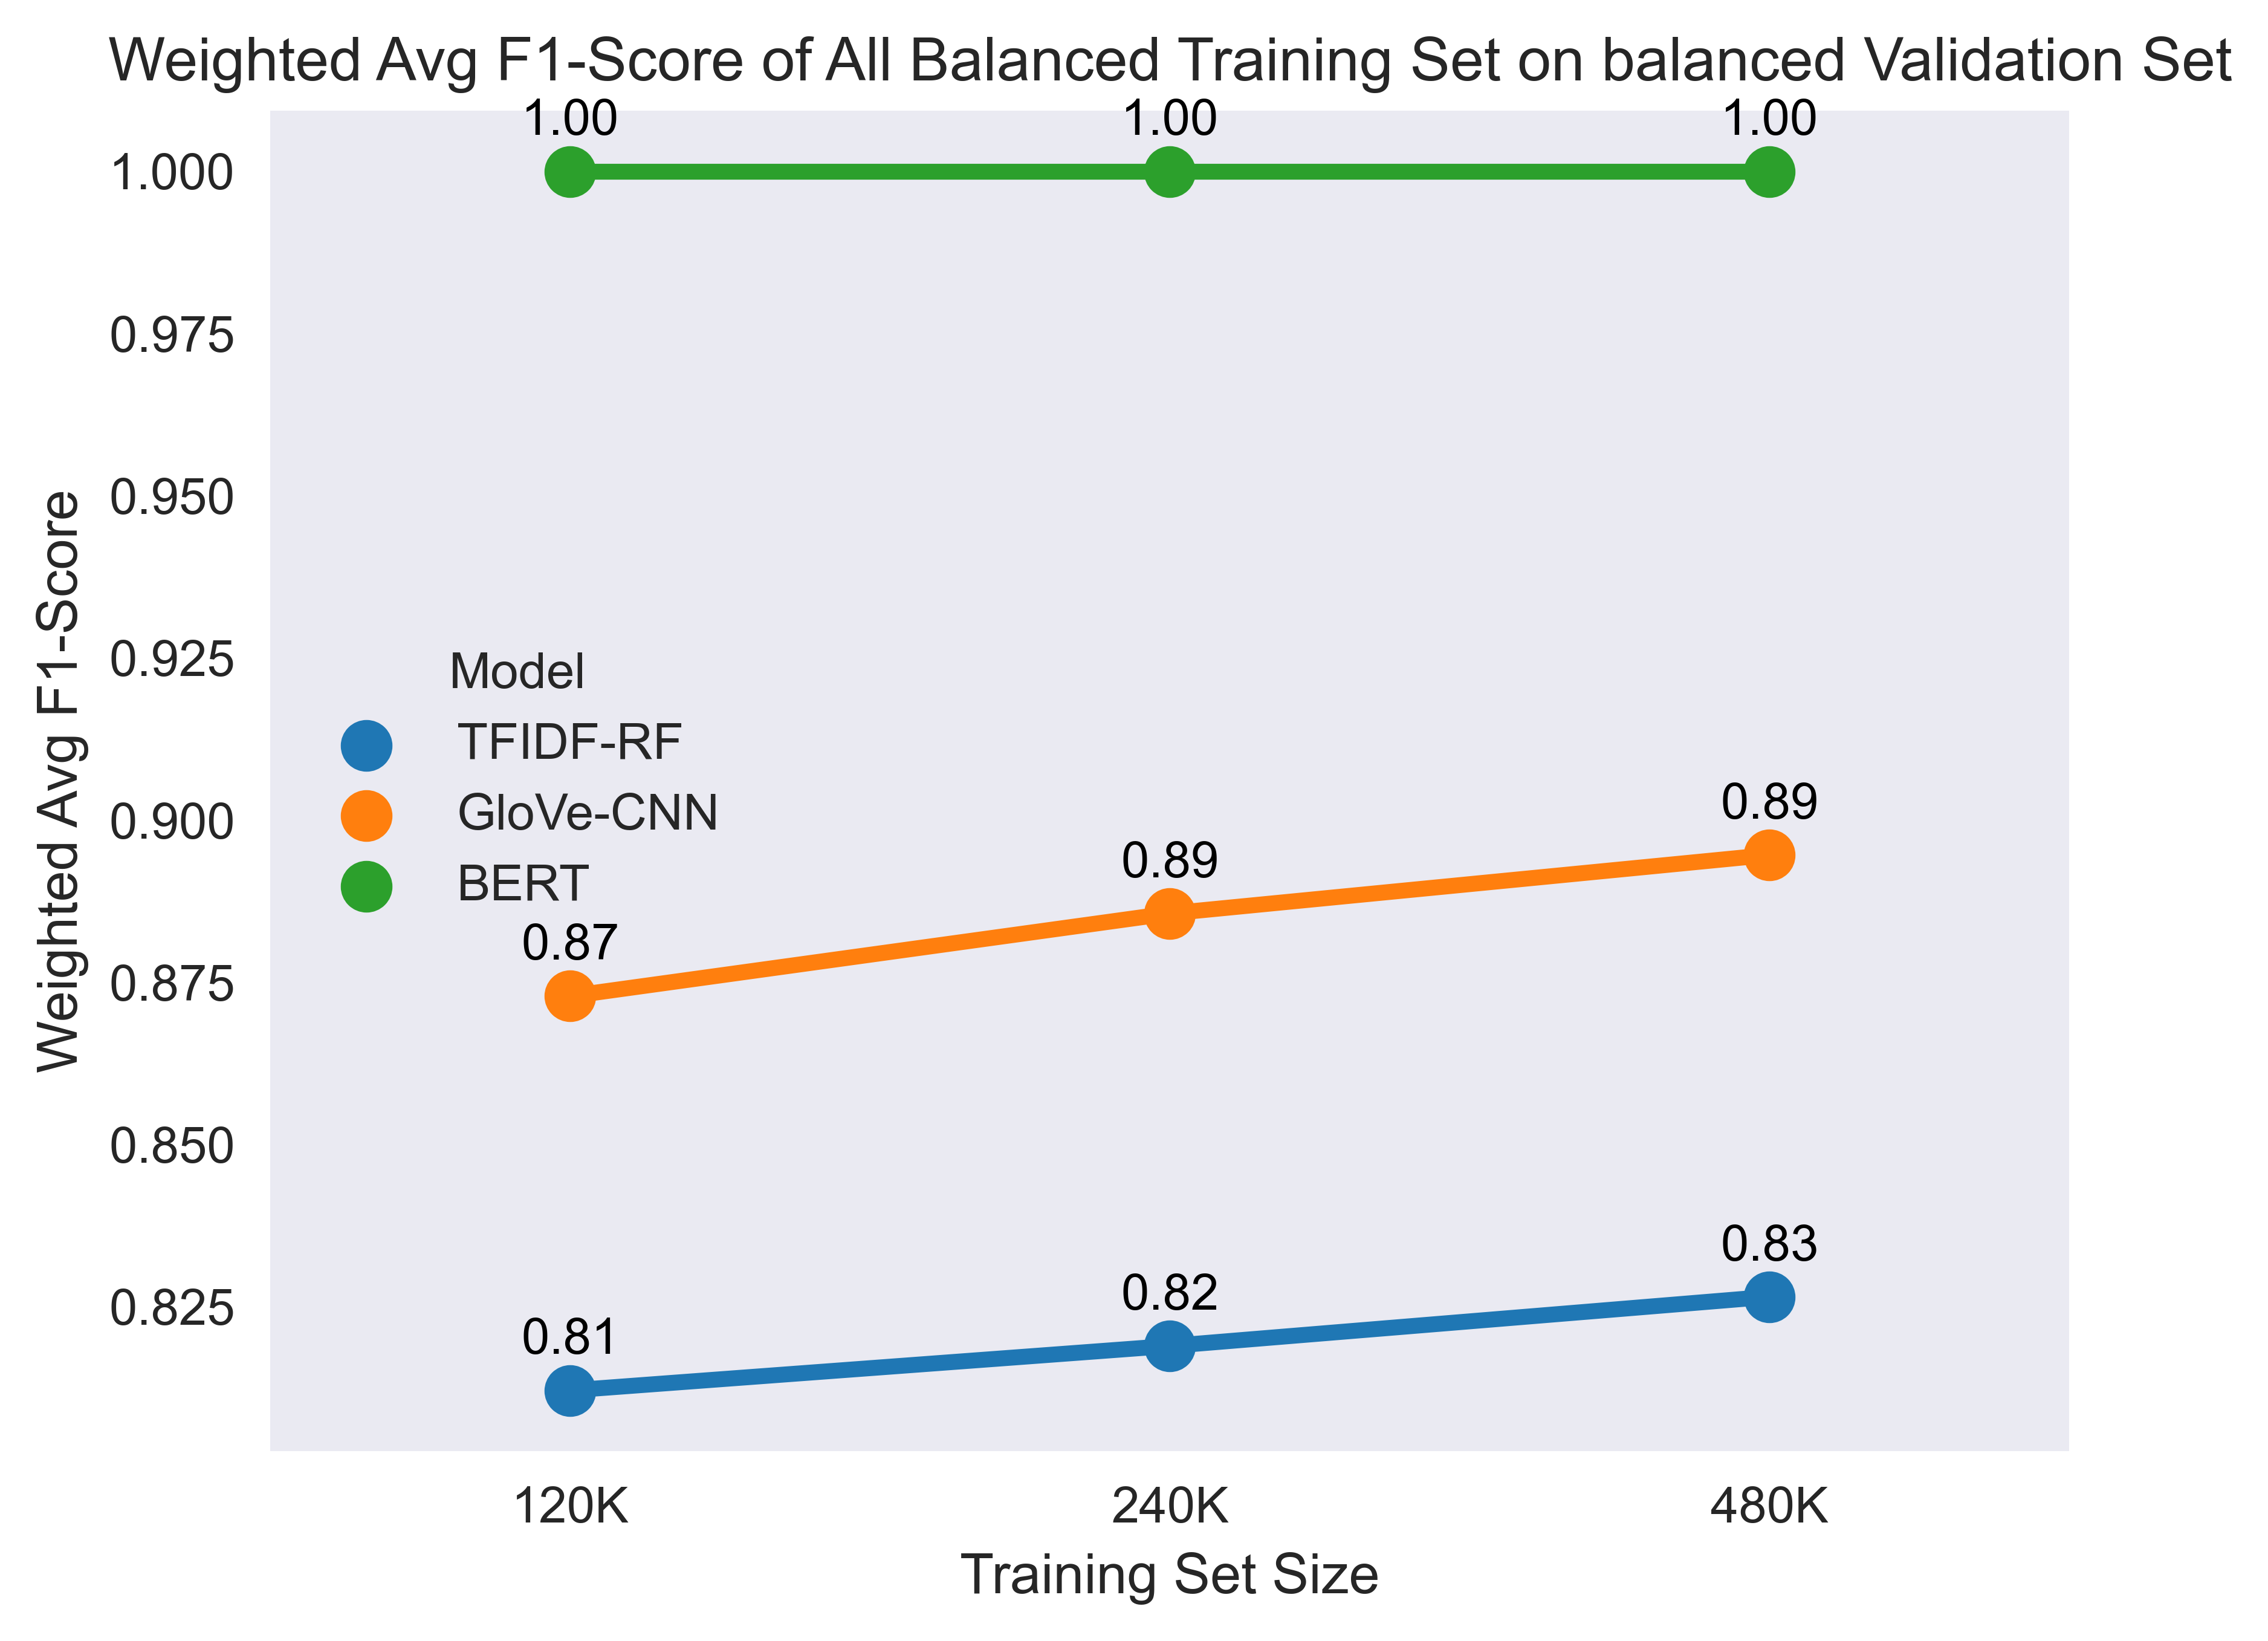 Weighted Avg F1-Score of All Balanced Training Set on balanced Validation Set
1.00 1.00 1.00
1.000
0.975
0.950
0.925
0.900
0.875
0.850
0.825
Weighted Avg F1-Score
Model
TFIDF-RF
GloVe-CNN
BERT
0.87 0.89 0.89
0.81 0.82 0.83
120K 240K 480K
Training Set Size